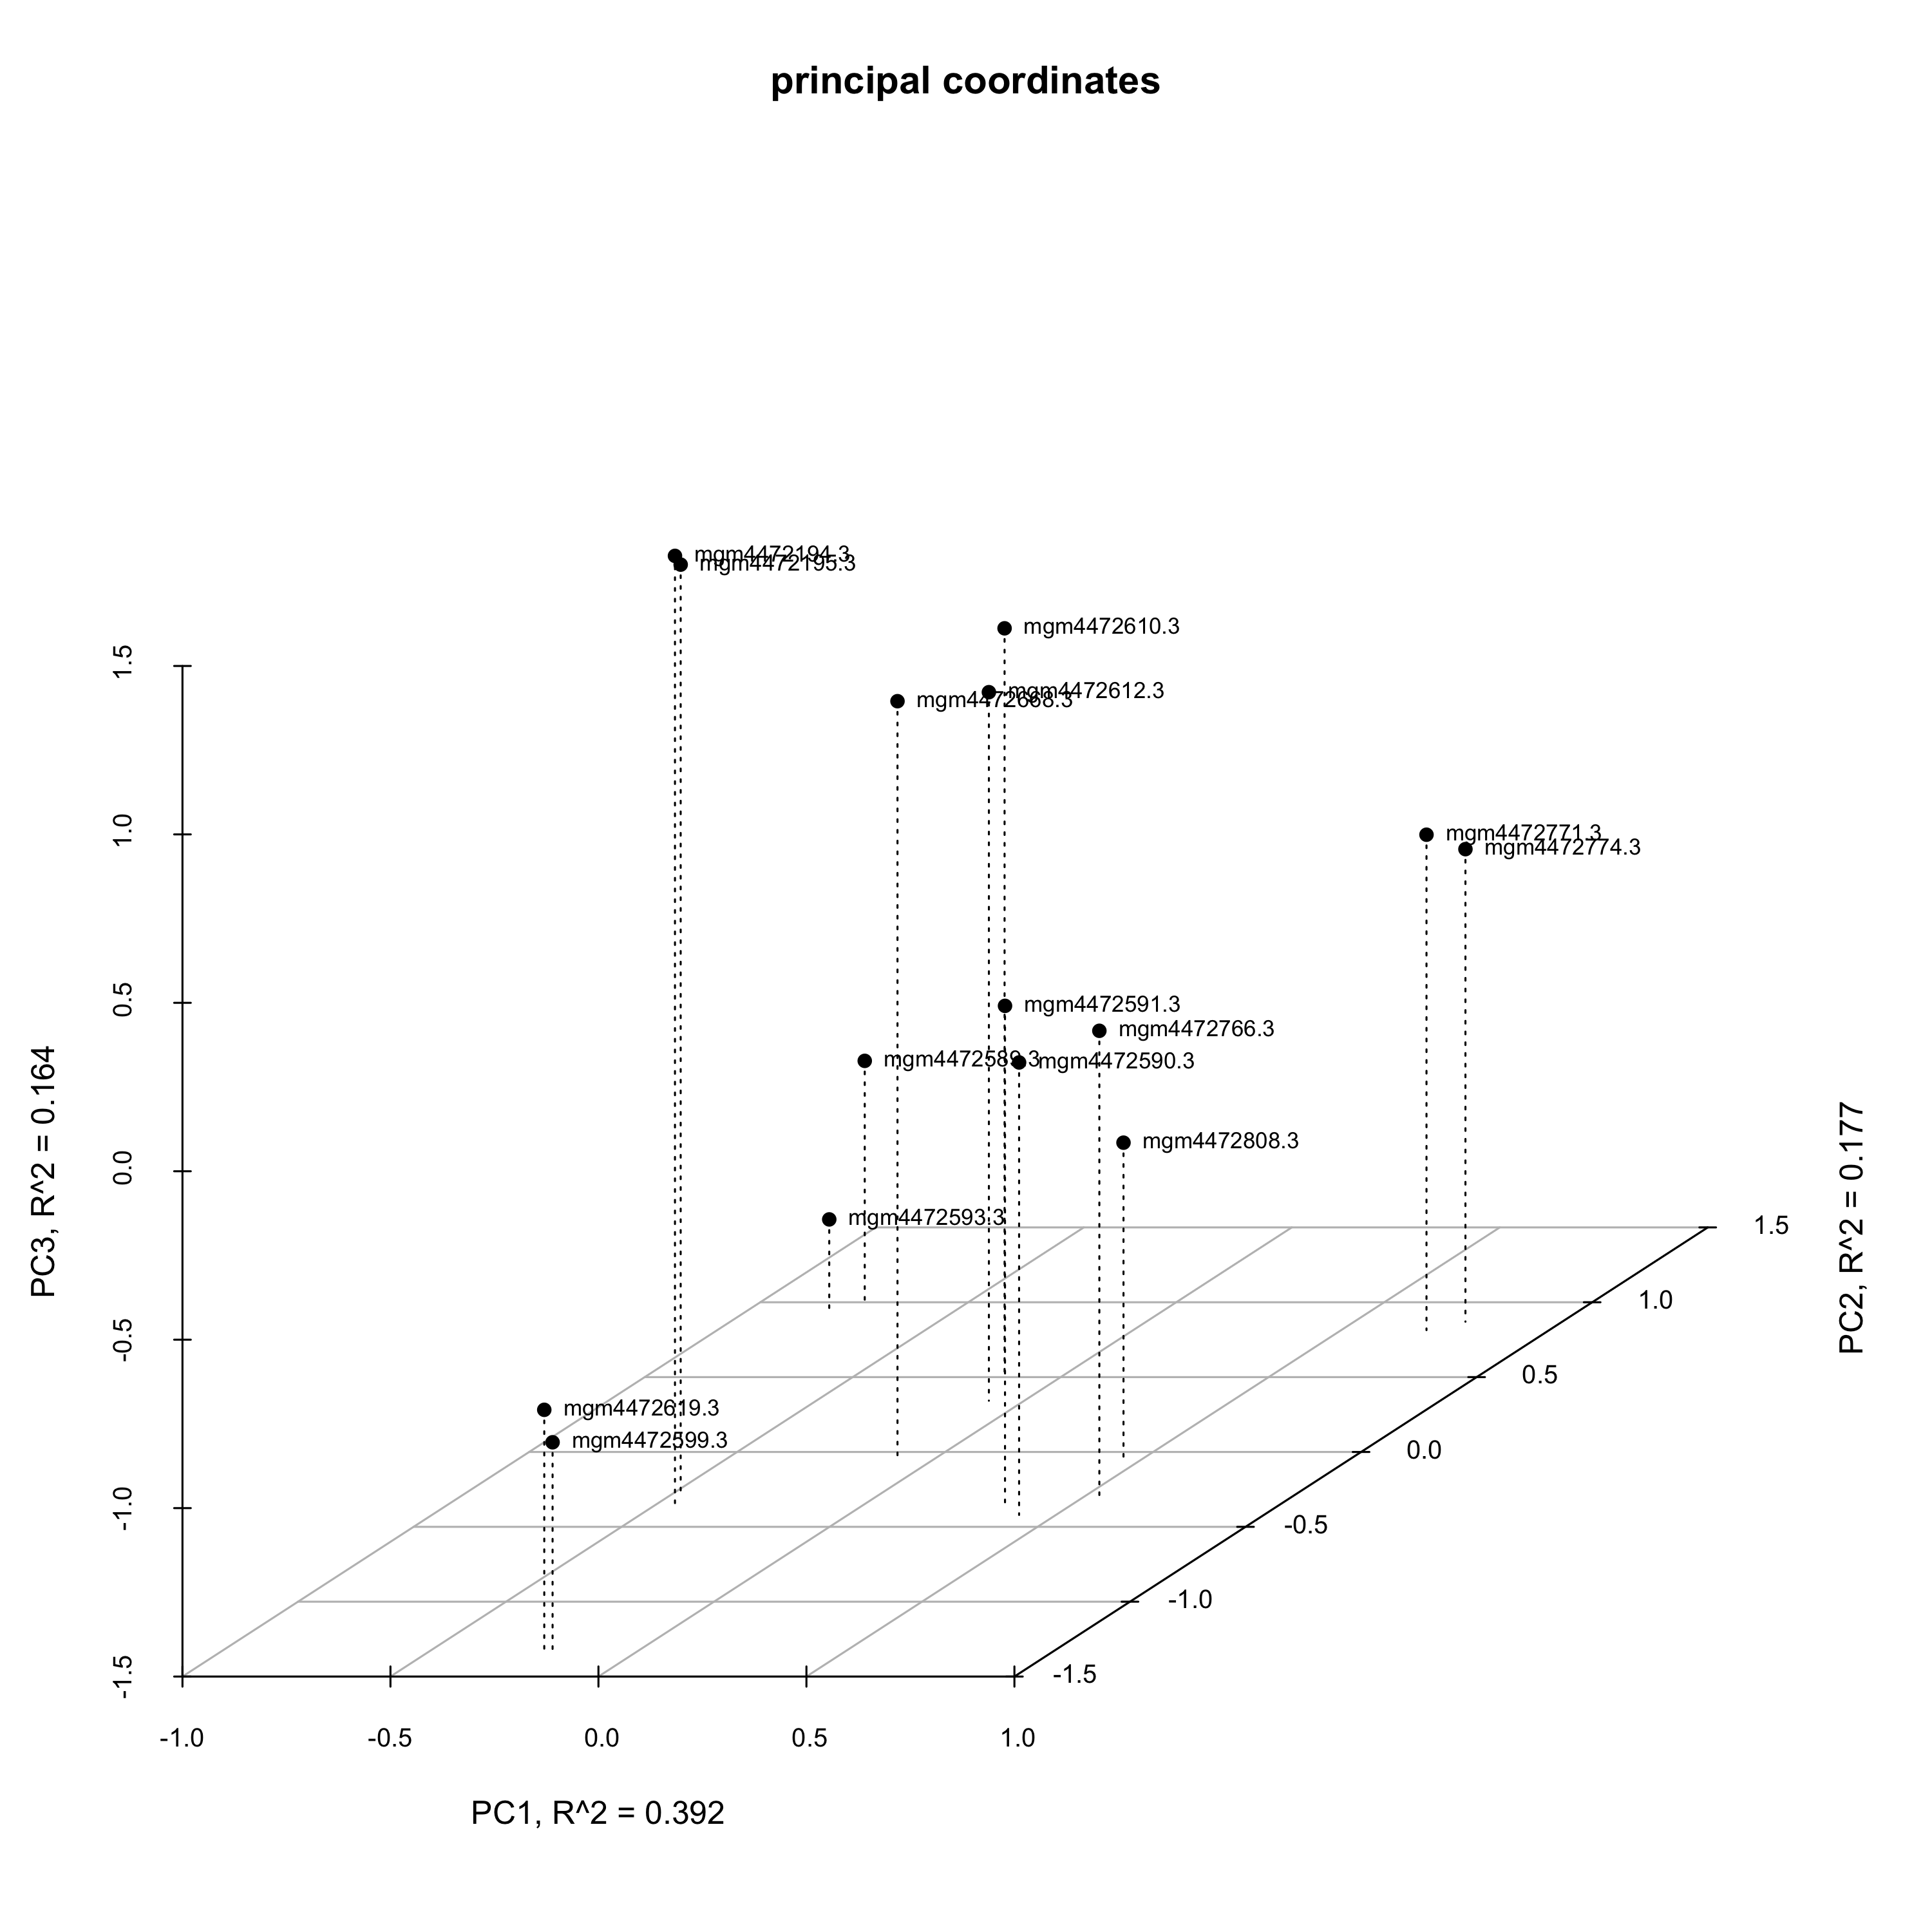 principal coordinates
mgm4472194.3
mgm4472195.3
mgm4472610.3
mgm4472612.3
mgm4472668.3
mgm4472771.3
mgm4472774.3
mgm4472591.3
mgm4472766.3
mgm4472589.3
mgm4472590.3
mgm4472808.3
mgm4472593.3
mgm4472619.3
mgm4472599.3
PC3, R^2 = 0.164
1.5
1.0
0.5
0.0
-0.5
-1.0
-1.5
PC2, R^2 = 0.177
1.5
1.0
0.5
0.0
-0.5
-1.0
-1.5
-1.0 -0.5 0.0 0.5 1.0
PC1, R^2 = 0.392